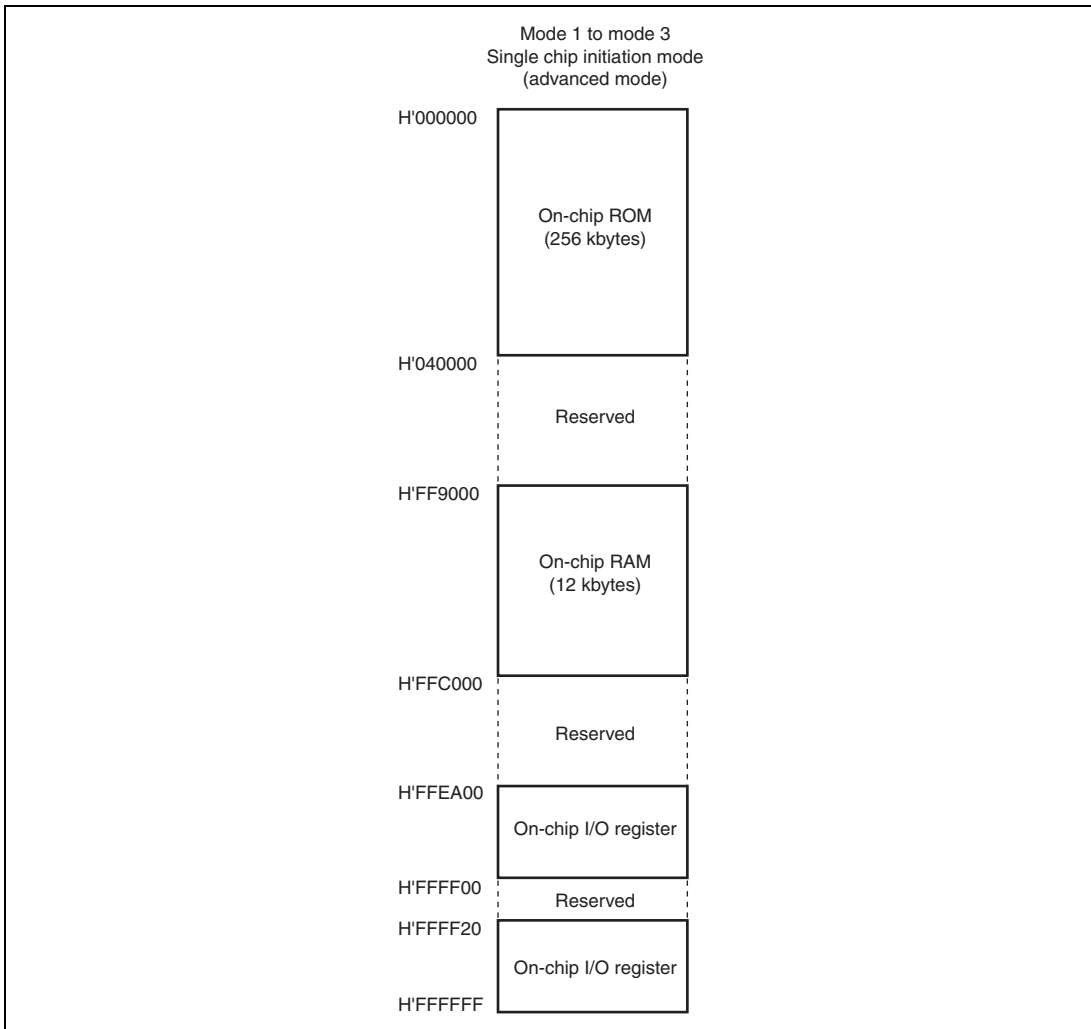 Mode 1 to mode 3
Single chip initiation mode
(advanced mode)
H'000000
On-chip ROM
(256 kbytes)
H'040000
Reserved
H'FF9000
On-chip RAM
(12 kbytes)
H'FFC000
Reserved
H'FFEA00
On-chip I/O register
H'FFFF00
Reserved
H'FFFF20
On-chip I/O register
H'FFFFFF